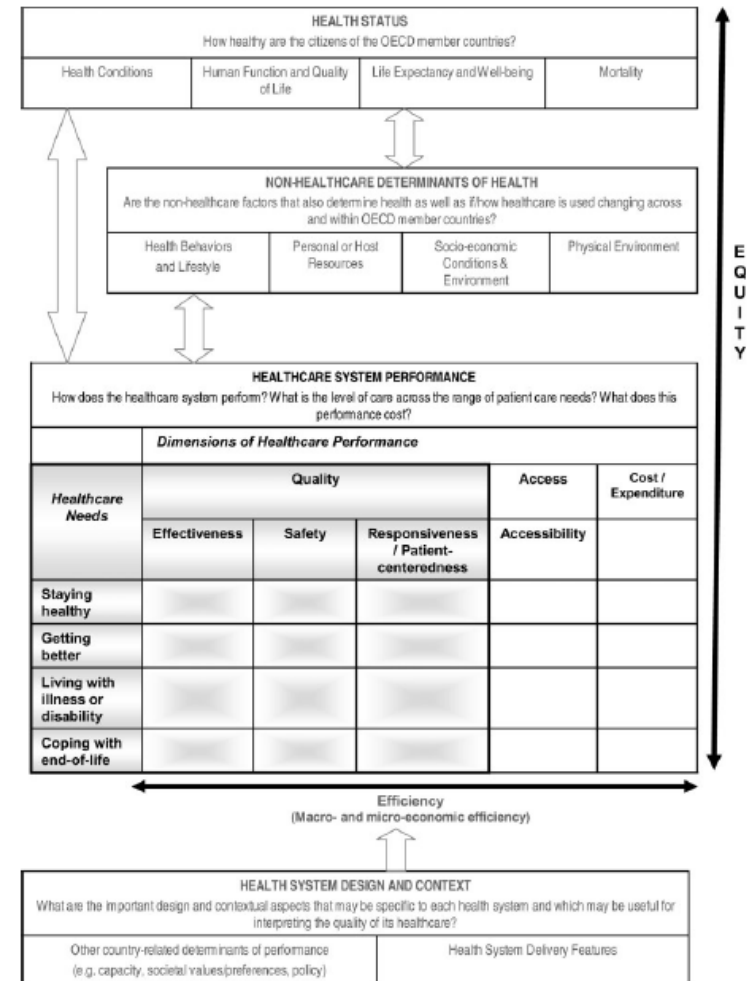 HEALTH STATUS
How healthy are the citizens of the OECD member countries?
Health Conditions
Human Function and Quality
of Life
Life Expectancy and Well-being
Mortality
NON-HEALTHCARE DETERMINANTS OF HEALTH
Are the non-healthcare factors that also determine health as well as if/how healthcare is used changing across
and within OECD member countries?
Health Behaviors
and Lifestyle
Personal or Host
Resources
Socio-economic
Conditions &
Environment
Physical Environment
EQUITY
HEALTHCARE SYSTEM PERFORMANCE
How does the healthcare system perform? What is the level of care across the range of patient care needs? What does this
performance cost?
Dimensions of Healthcare Performance
Healthcare
Needs
Quality
Access
Cost /
Expenditure
Effectiveness
Safety
Responsiveness
/ Patient-
centeredness
Accessibility
Staying
healthy
Getting
better
Living with
illness or
disability
Coping with
end-of-life
Efficiency
(Macro- and micro-economic efficiency)
HEALTH SYSTEM DESIGN AND CONTEXT
What are the important design and contextual aspects that may be specific to each health system and which may be useful for
interpreting the quality of its healthcare?
Other country-related determinants of performance
(e.g. capacity, societal values/preferences, policy)
Health System Delivery Features